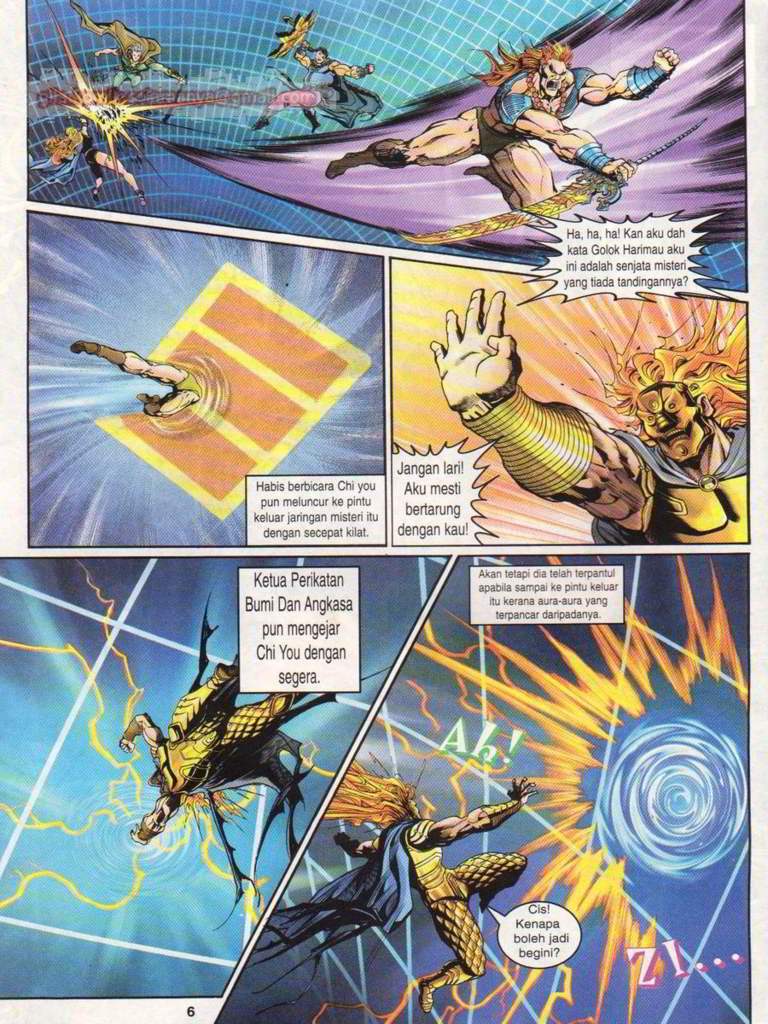 Ha, ha, ha! Kan aku dah
kata Golok Harimau aku
ini adalah senjata misteri
yang tiada tandingannya?
Habis berbicara Chi you
pun meluncur ke pintu
keluar jaringan misteri itu
dengan secepat kilat.
Jangan lari!
Aku mesti
bertarung
dengan kau!
Ketua Perikatan
Bumi Dan Angkasa
pun mengejar
Chi You dengan
segera.
Akan tetapi dia telah terpantul
apabila sampai ke pintu keluar
itu kerana aura-aura yang
terpancar daripadanya.
Ah!
Cis!
Kenapa
boleh jadi
begini?
ZI...
6